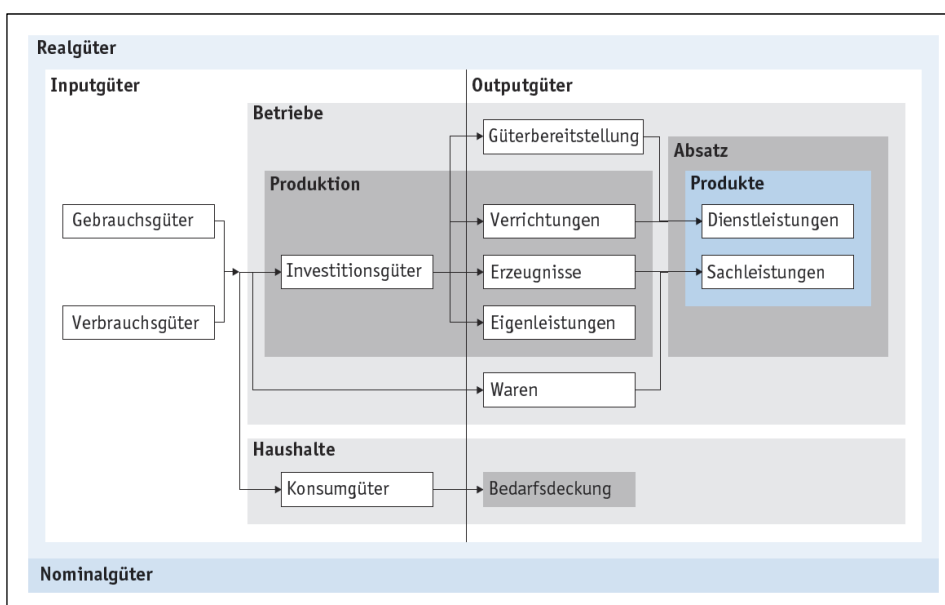 Realgüter
Inputgüter
Outputgüter
Betriebe
Güterbereitstellung
Absatz
Produktion
Produkte
Gebrauchsgüter
Verrichtungen
Dienstleistungen
Investitionsgüter
Erzeugnisse
Sachleistungen
Verbrauchsgüter
Eigenleistungen
Waren
Haushalte
Konsumgüter
Bedarfsdeckung
Nominalgüter